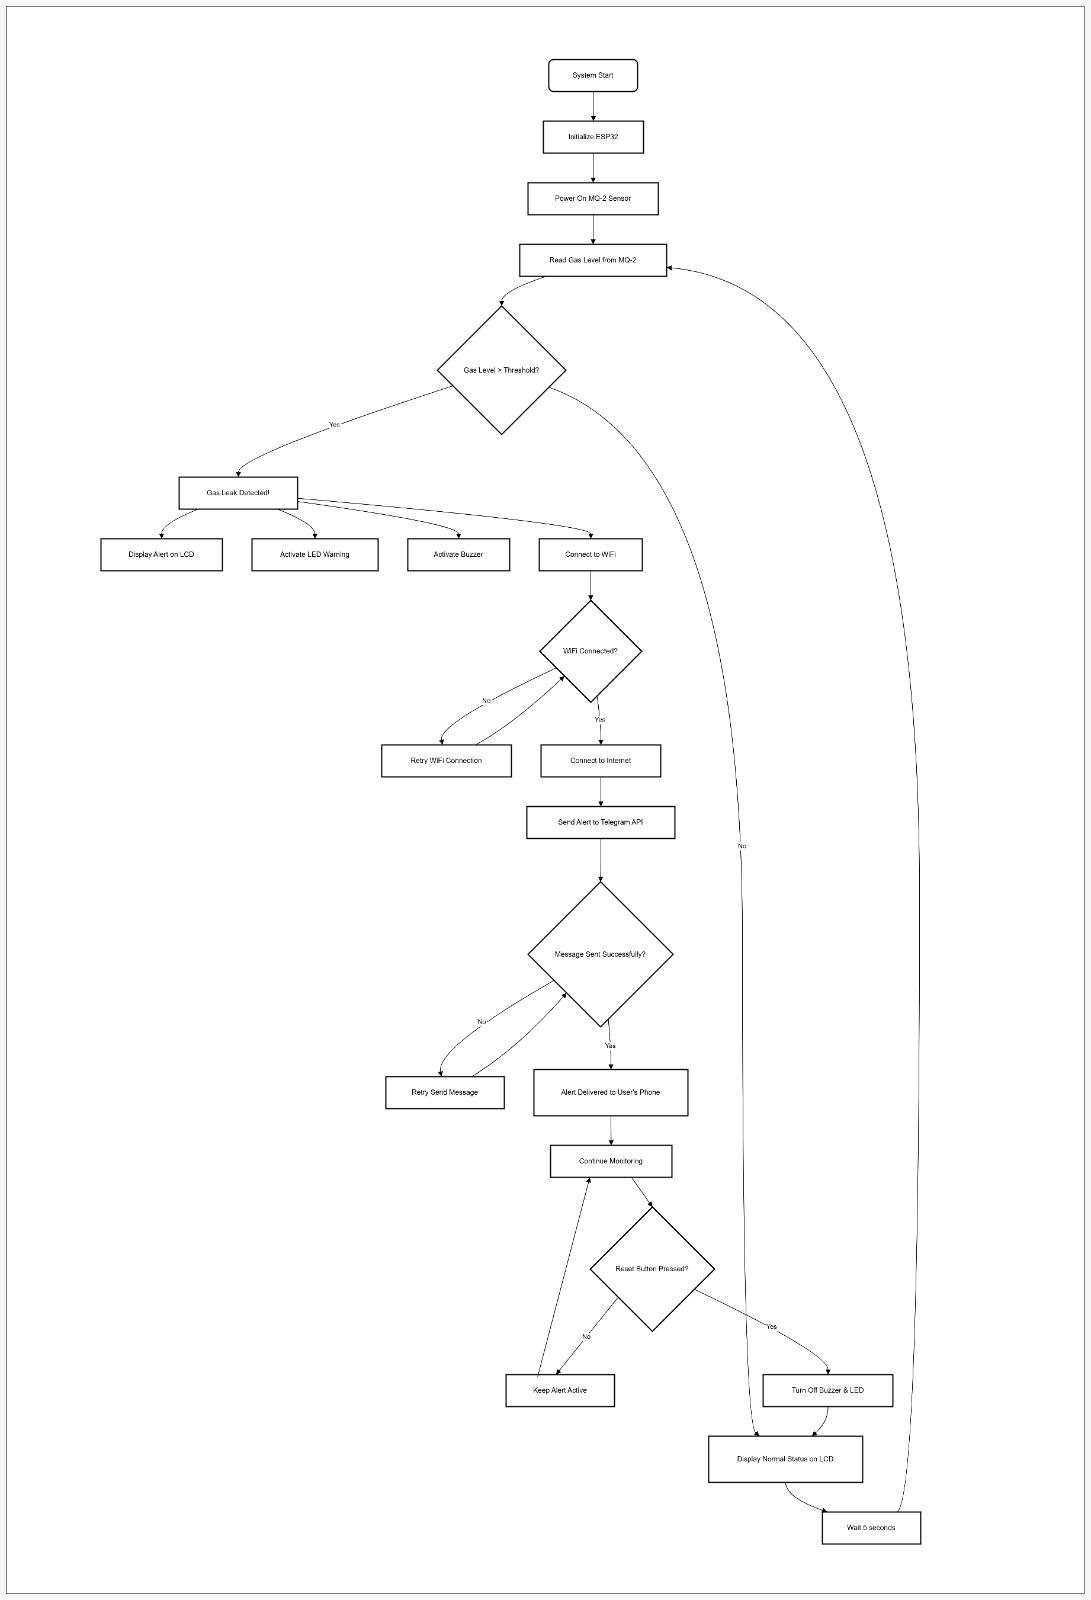 System Start
Initialize ESP32
Power On MQ-2 Sensor
Read Gas Level from MQ-2
Gas Level > Threshold?
Yes
Gas Leak Detected!
Display Alert on LCD
Activate LED Warning
Activate Buzzer
Connect to WiFi
WiFi Connected?
No
Yes
Retry WiFi Connection
Connect to Internet
Send Alert to Telegram API
No
Message Sent Successfully?
No
Yes
Retry Send Message
Alert Delivered to User's Phone
Continue Monitoring
Reset Button Pressed?
Yes
No
Keep Alert Active
Turn Off Buzzer & LED
Display Normal Status on LCD
Wait 5 seconds